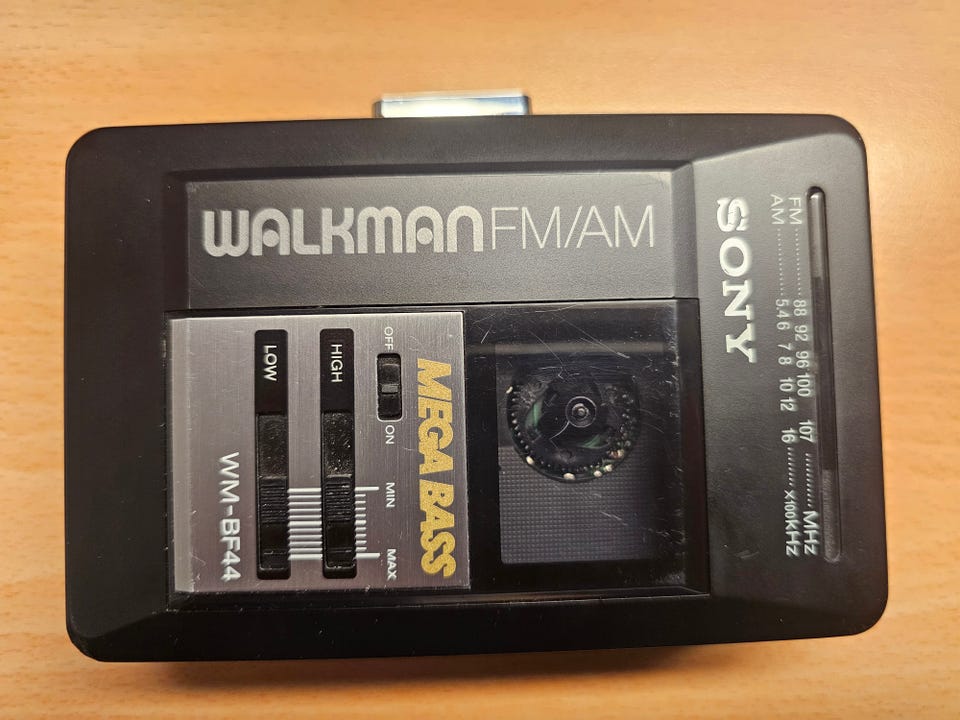 WALKMAN FM/AM
SONY
FM 88 92 96 100 107 MHz
AM 5.4 6 7 8 10 12 16 x100kHz
MEGA BASS
OFF ON
MIN MAX
HIGH
LOW
WM-BF44